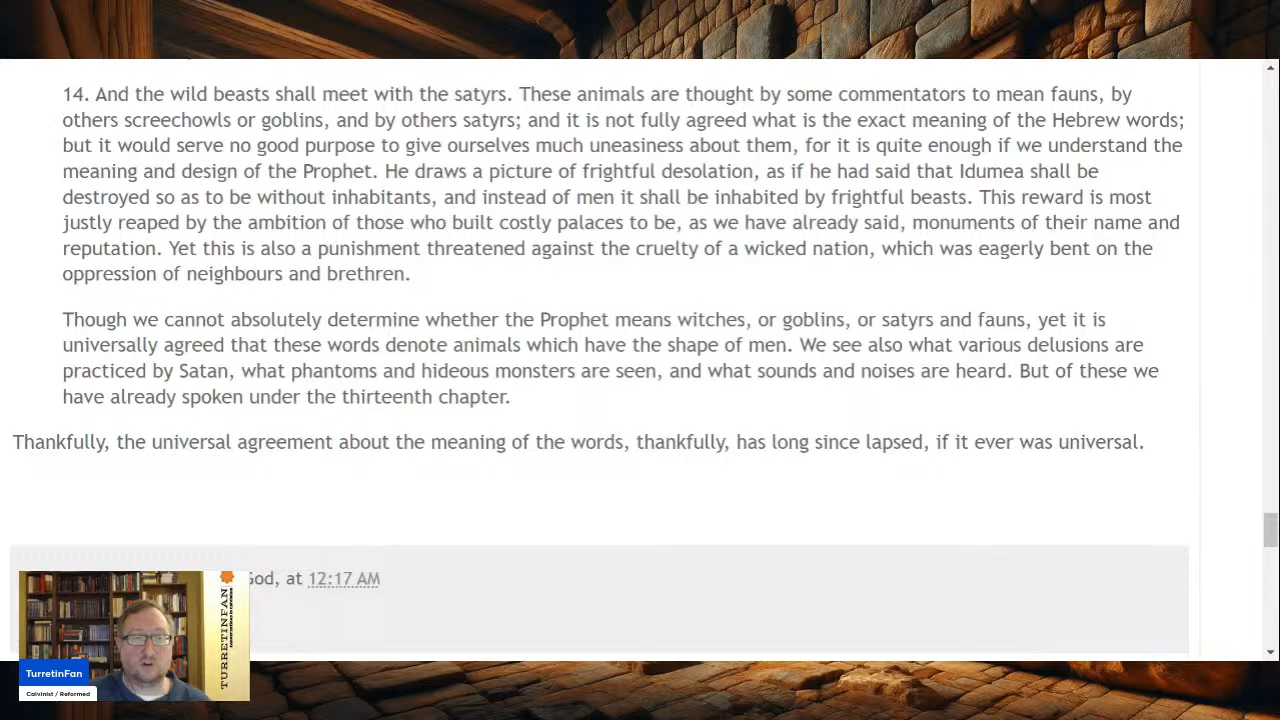 14. And the wild beasts shall meet with the satyrs. These animals are thought by some commentators to mean fauns, by
others screechowls or goblins, and by others satyrs; and it is not fully agreed what is the exact meaning of the Hebrew words;
but it would serve no good purpose to give ourselves much uneasiness about them, for it is quite enough if we understand the
meaning and design of the Prophet. He draws a picture of frightful desolation, as if he had said that Idumea shall be
destroyed so as to be without inhabitants, and instead of men it shall be inhabited by frightful beasts. This reward is most
justly reaped by the ambition of those who built costly palaces to be, as we have already said, monuments of their name and
reputation. Yet this is also a punishment threatened against the cruelty of a wicked nation, which was eagerly bent on the
oppression of neighbours and brethren.
Though we cannot absolutely determine whether the Prophet means witches, or goblins, or satyrs and fauns, yet it is
universally agreed that these words denote animals which have the shape of men. We see also what various delusions are
practiced by Satan, what phantoms and hideous monsters are seen, and what sounds and noises are heard. But of these we
have already spoken under the thirteenth chapter.
Thankfully, the universal agreement about the meaning of the words, thankfully, has long since lapsed, if it ever was universal.
God, at 12:17 AM
TURRETINFAN
TurretinFan
Calvinist / Reformed